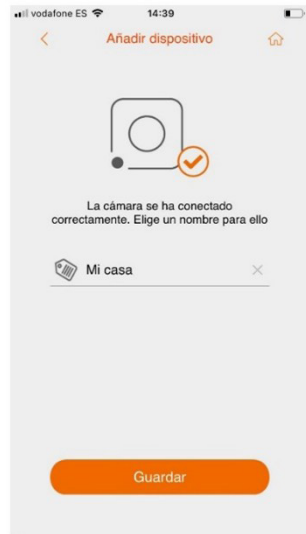 vodafone ES 14:39
Añadir dispositivo
La cámara se ha conectado
correctamente. Elige un nombre para ello
Mi casa
Guardar